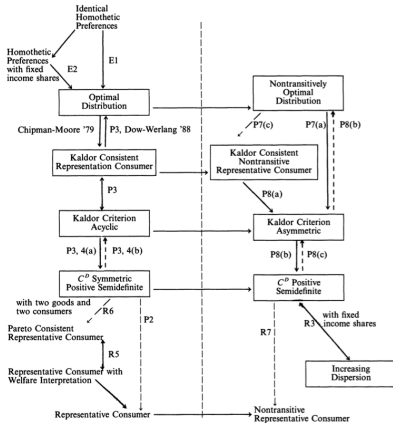 Identical
Homothetic
Preferences
Homothetic
Preferences
with fixed
income shares
E2
E1
Optimal
Distribution
Nontransitively
Optimal
Distribution
Chipman-Moore '79
P3, Dow-Werlang '88
P7(c)
P7(a)
P8(b)
Kaldor Consistent
Representation Consumer
Kaldor Consistent
Nontransitive
Representative Consumer
P3
P8(a)
Kaldor Criterion
Acyclic
Kaldor Criterion
Asymmetric
P3, 4(a)
P3, 4(b)
P8(b)
P8(c)
C^D Symmetric
Positive Semidefinite
C^D Positive
Semidefinite
with two goods and
two consumers
R6
P2
Pareto Consistent
Representative Consumer
R5
Representative Consumer with
Welfare Interpretation
R7
R3
with fixed
income shares
Increasing
Dispersion
Representative Consumer
Nontransitive
Representative Consumer